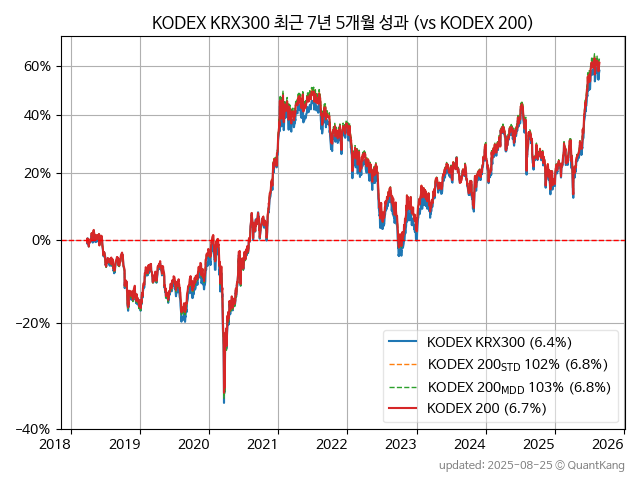 KODEX KRX300 최근 7년 5개월 성과 (vs KODEX 200)
60%
40%
20%
0%
−20%
−40%
2018 2019 2020 2021 2022 2023 2024 2025 2026
KODEX KRX300 (6.4%)
KODEX 200STD 102% (6.8%)
KODEX 200MDD 103% (6.8%)
KODEX 200 (6.7%)
updated: 2025-08-25 ⓒ QuantKang